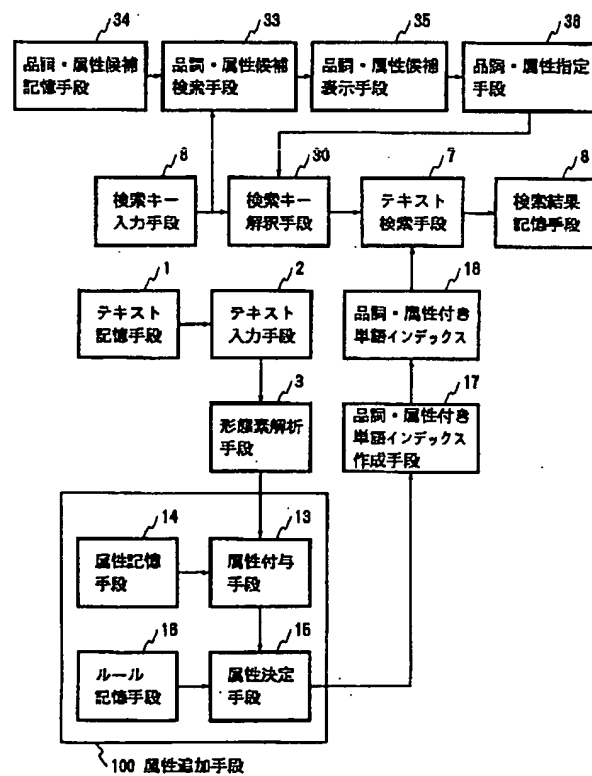 34
33
35
36
品詞・属性候補
記憶手段
品詞・属性候補
検索手段
品詞・属性候補
表示手段
品詞・属性指定
手段
6
30
7
8
検索キー
入力手段
検索キー
解釈手段
テキスト
検索手段
検索結果
記憶手段
1
2
18
テキスト
記憶手段
テキスト
入力手段
品詞・属性付き
単語インデックス
3
17
形態素解析
手段
品詞・属性付き
単語インデックス
作成手段
14
13
属性記憶
手段
属性付与
手段
16
15
ルール
記憶手段
属性決定
手段
100 属性追加手段